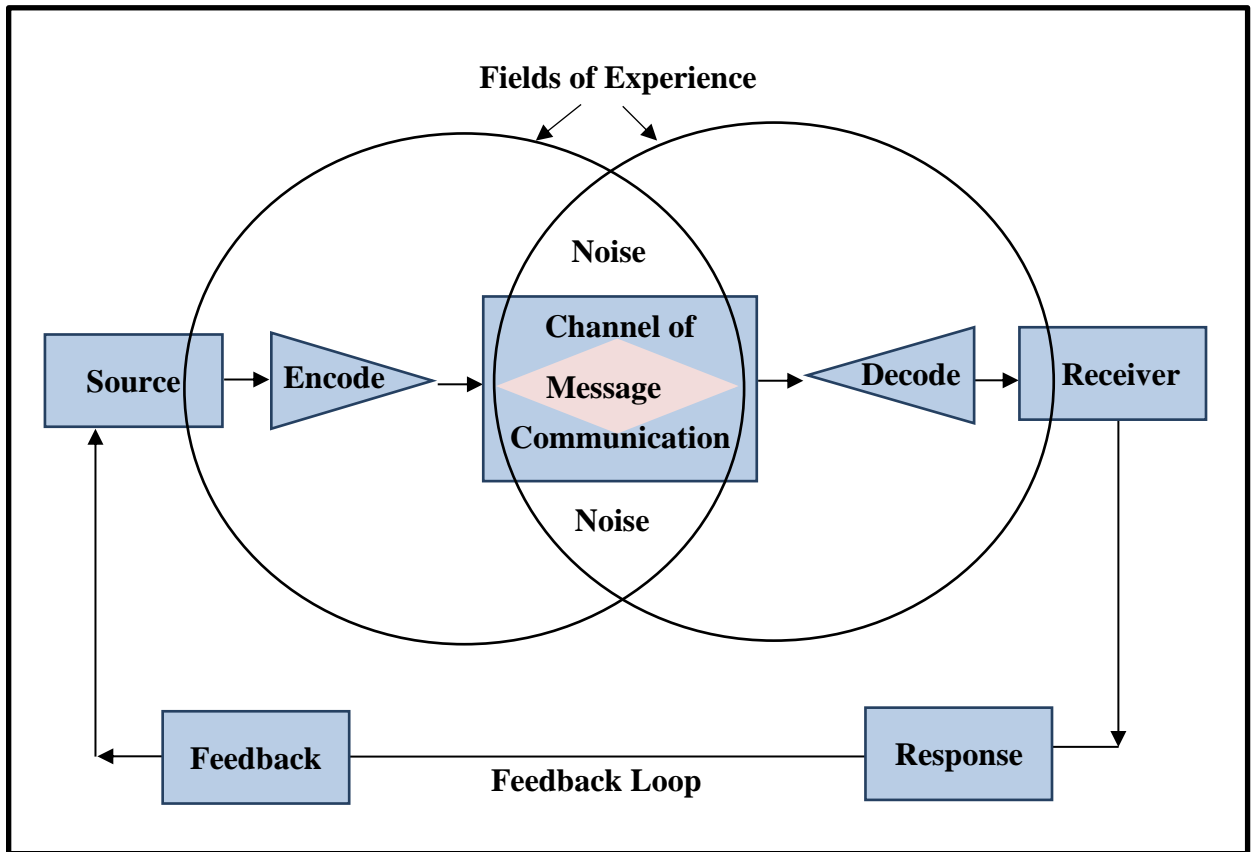 Fields of Experience
Noise
Channel of
Source
Encode
Message
Decode
Receiver
Communication
Noise
Feedback
Response
Feedback Loop